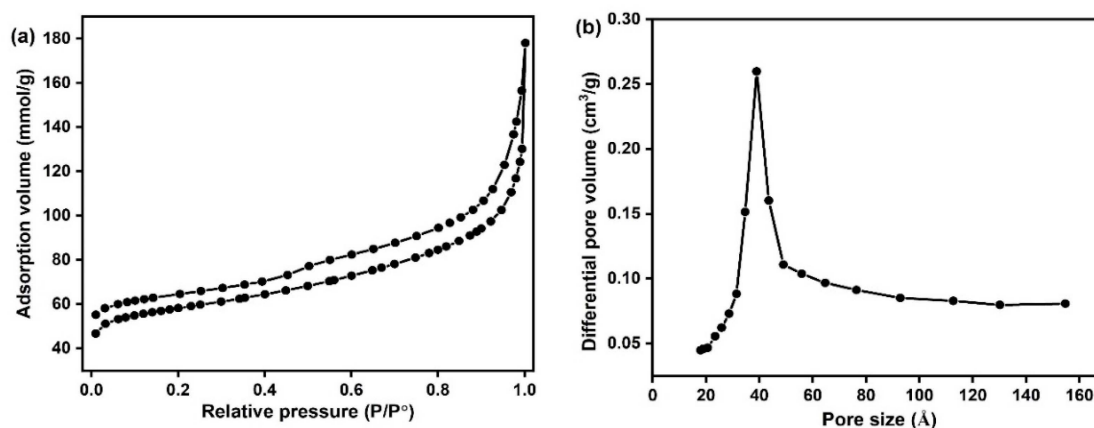 (a)
Adsorption volume (mmol/g)
180
160
140
120
100
80
60
40
0.0 0.2 0.4 0.6 0.8 1.0
Relative pressure (P/P°)
(b)
Differential pore volume (cm³/g)
0.30
0.25
0.20
0.15
0.10
0.05
0 20 40 60 80 100 120 140 160
Pore size (Å)